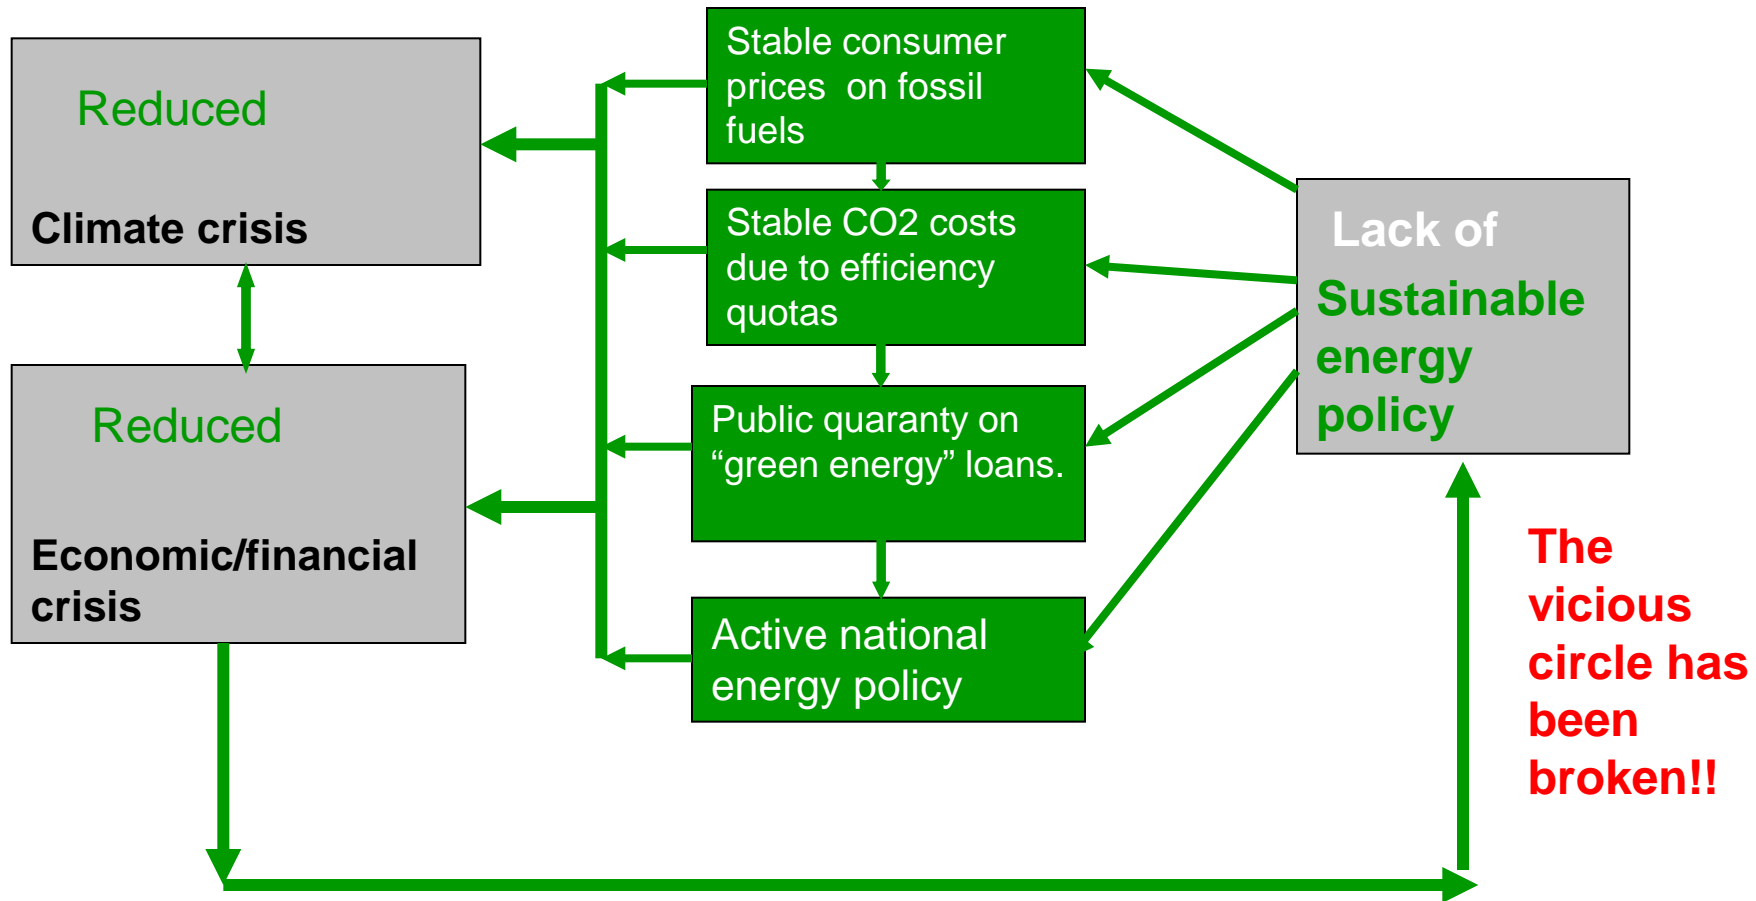 Reduced
Climate crisis
Reduced
Economic/financial
crisis
Stable consumer
prices on fossil
fuels
Stable CO2 costs
due to efficiency
quotas
Public quaranty on
“green energy” loans.
Active national
energy policy
Lack of
Sustainable
energy
policy
The
vicious
circle has
been
broken!!